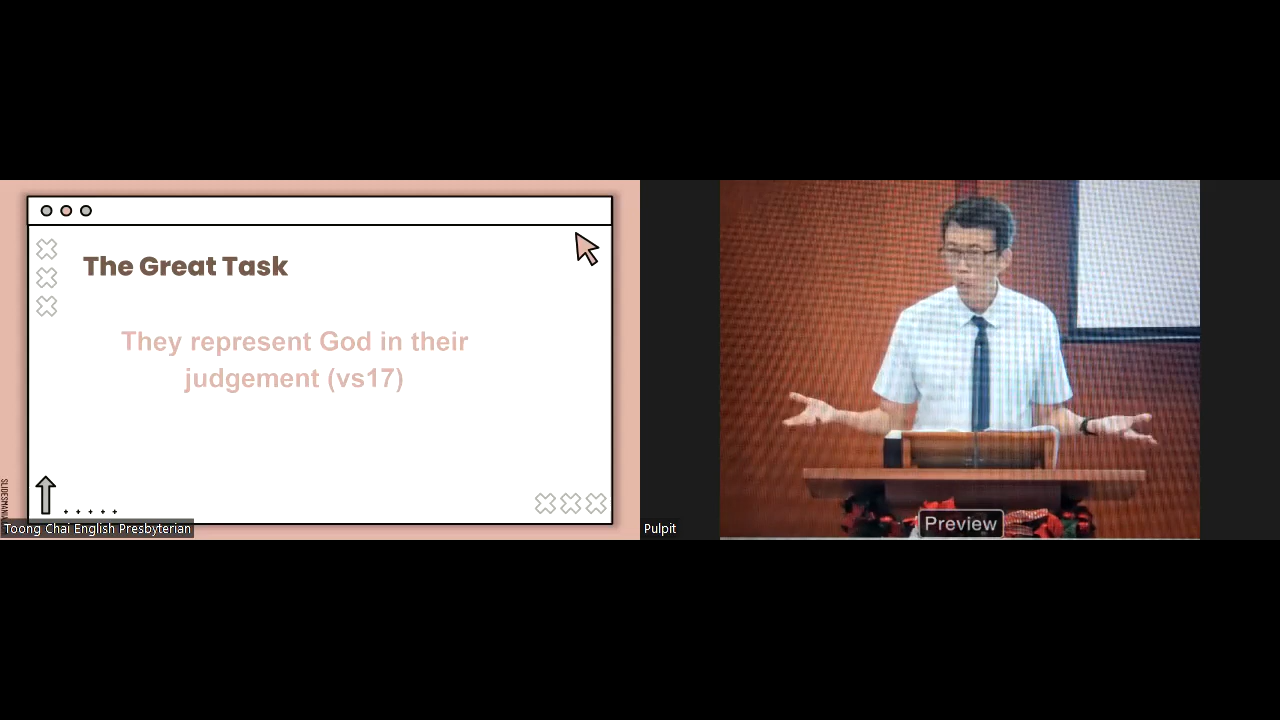 The Great Task
They represent God in their
judgement (vs17)
Toong Chai English Presbyterian
Pulpit
Preview